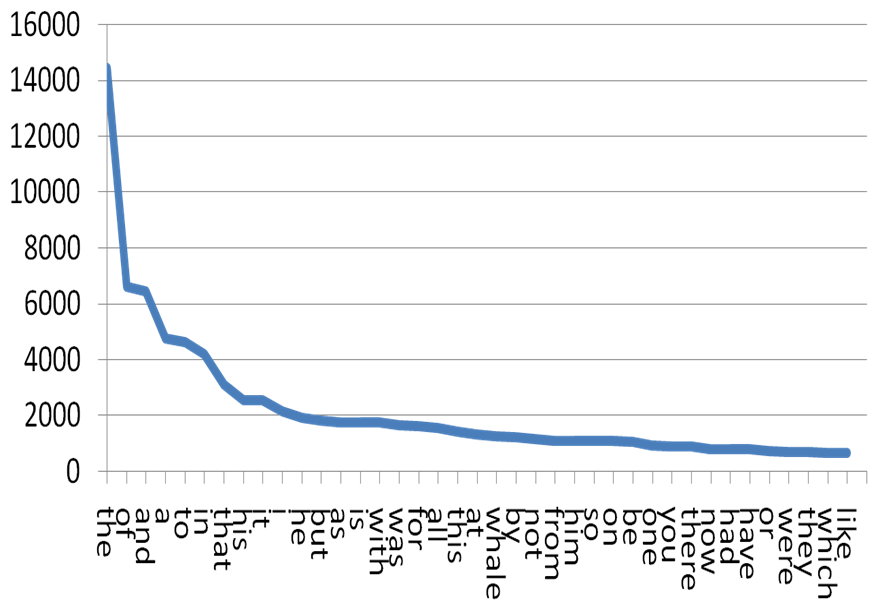 16000
14000
12000
10000
8000
6000
4000
2000
0
the
of
and
a
to
in
that
his
it
i
he
but
as
is
with
was
for
all
this
at
whale
by
not
from
him
so
on
be
one
you
there
now
had
have
or
were
they
which
like